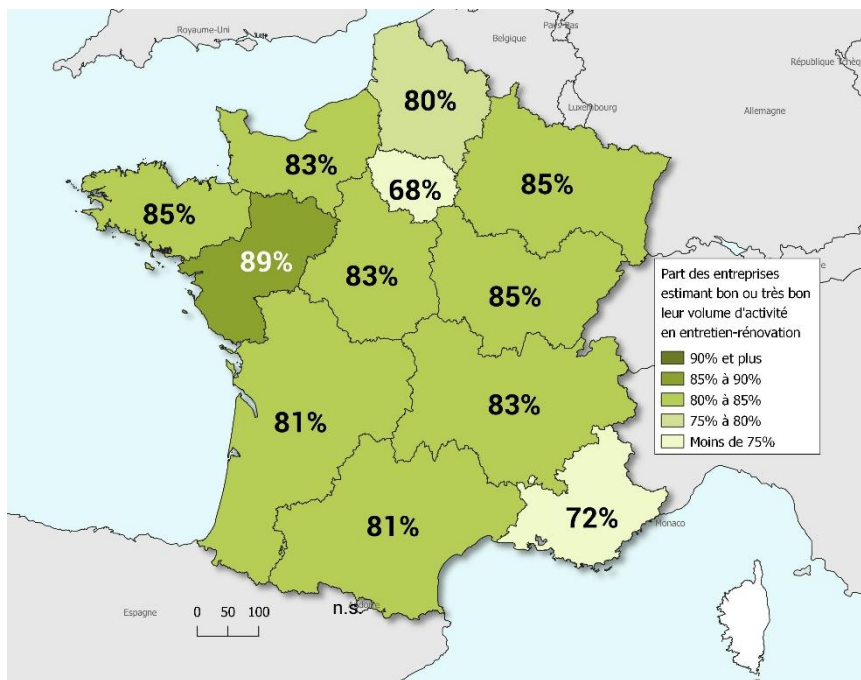 Royaume-Uni
Pays-Bas
Belgique
République Tchèque
Luxembourg
Allemagne
80%
83%
68%
85%
85%
89%
83%
85%
Part des entreprises
estimant bon ou très bon
leur volume d'activité
en entretien-rénovation
90% et plus
85% à 90%
80% à 85%
75% à 80%
Moins de 75%
81%
83%
81%
72%
Monaco
Espagne
0 50 100
n.s.